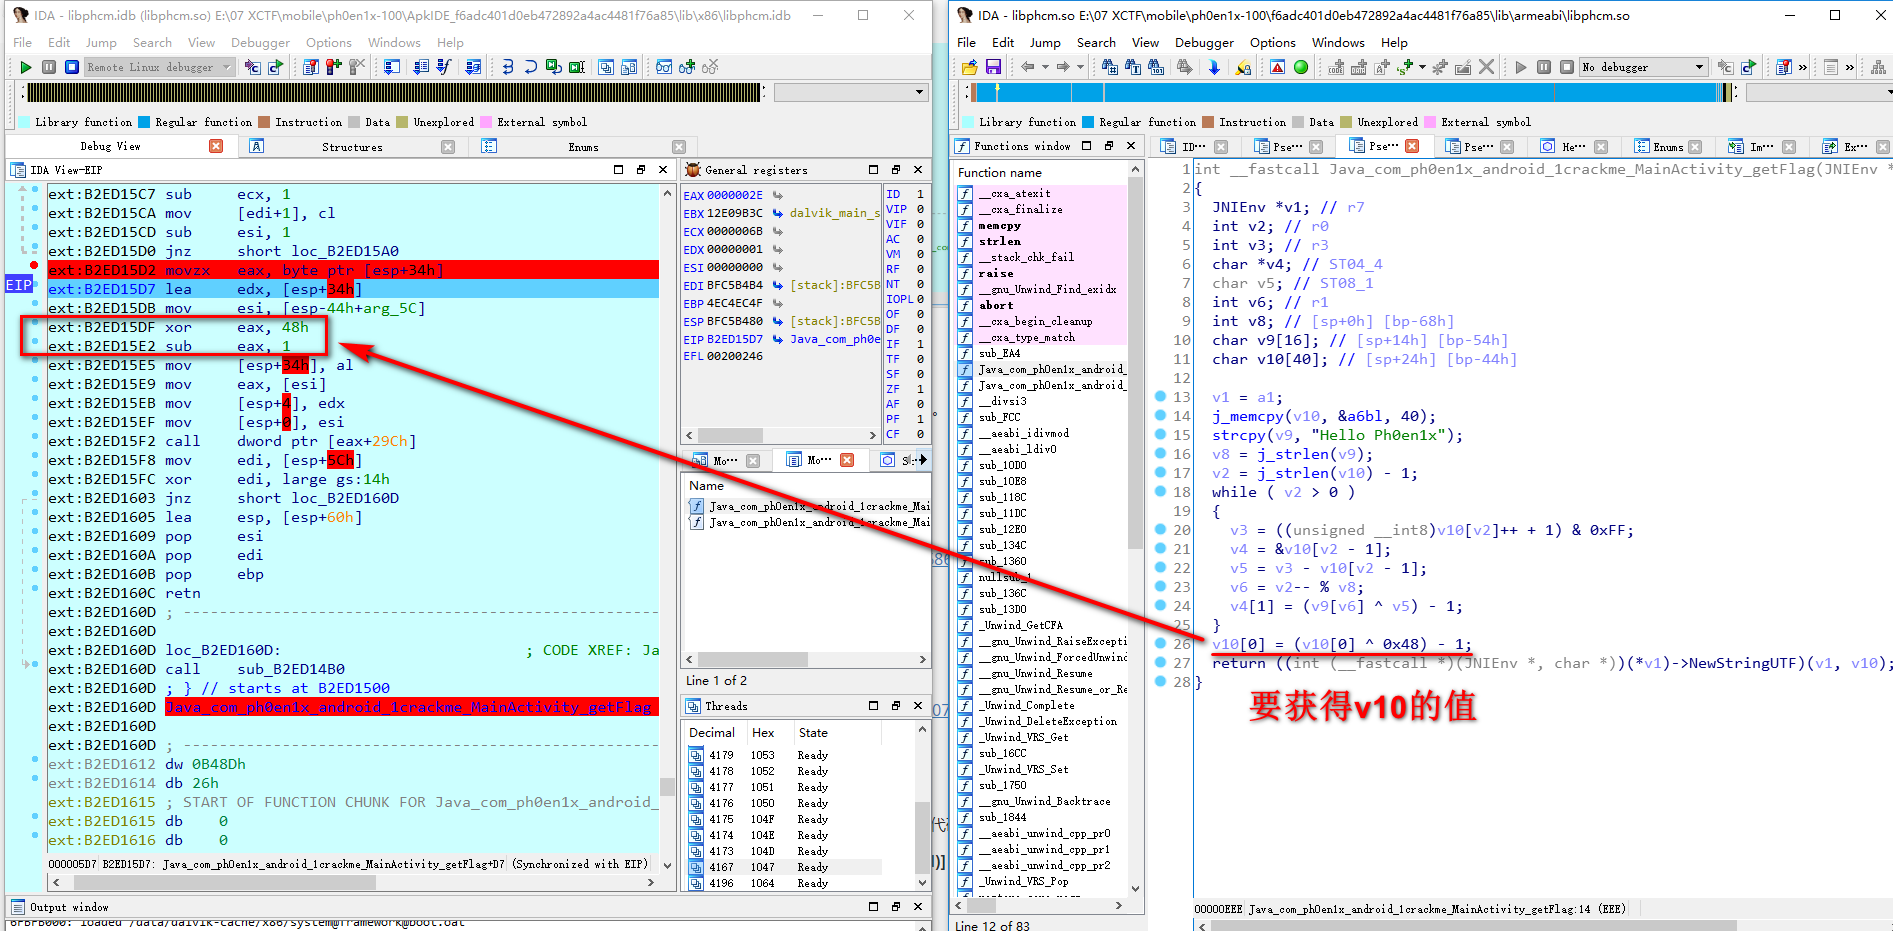 IDA - libphcm.idb (libphcm.so) E:\07 XCTF\mobile\ph0en1x-100\ApkIDE_f6adc401d0eb472892a4ac4481f76a85\lib\x86\libphcm.idb
File Edit Jump Search View Debugger Options Windows Help
Remote Linux debugger
Library function Regular function Instruction Data Unexplored External symbol
Debug View
Structures
Enums
IDA View-EIP
ext:B2ED15C7 sub ecx, 1
ext:B2ED15CA mov [edi+1], cl
ext:B2ED15CD sub esi, 1
ext:B2ED15D0 jnz short loc_B2ED15A0
ext:B2ED15D2 movzx eax, byte ptr [esp+34h]
EIP
ext:B2ED15D7 lea edx, [esp+34h]
ext:B2ED15DB mov esi, [esp-44h+arg_5C]
ext:B2ED15DF xor eax, 48h
ext:B2ED15E2 sub eax, 1
ext:B2ED15E5 mov [esp+34h], al
ext:B2ED15E9 mov eax, [esi]
ext:B2ED15EB mov [esp+4], edx
ext:B2ED15EF mov [esp+0], esi
ext:B2ED15F2 call dword ptr [eax+29Ch]
ext:B2ED15F8 mov edi, [esp+5Ch]
ext:B2ED15FC xor edi, large gs:14h
ext:B2ED1603 jnz short loc_B2ED160D
ext:B2ED1605 lea esp, [esp+60h]
ext:B2ED1609 pop esi
ext:B2ED160A pop edi
ext:B2ED160B pop ebp
ext:B2ED160C retn
ext:B2ED160D ; ---------------------------------------------------
ext:B2ED160D
ext:B2ED160D loc_B2ED160D: ; CODE XREF: Ja
ext:B2ED160D call sub_B2ED14B0
ext:B2ED160D ; } // starts at B2ED1500
ext:B2ED160D Java_com_ph0en1x_android_1crackme_MainActivity_getFlag
ext:B2ED160D
ext:B2ED160D ; ---------------------------------------------------
ext:B2ED1612 dw 0B48Dh
ext:B2ED1614 db 26h
ext:B2ED1615 ; START OF FUNCTION CHUNK FOR Java_com_ph0en1x_android_
ext:B2ED1615 db 0
ext:B2ED1616 db 0
000005D7 B2ED15D7: Java_com_ph0en1x_android_1crackme_MainActivity_getFlag+D7 (Synchronized with EIP)
Output window
6FBFB000: loaded /data/dalvik-cache/x86/system@framework@boot.oat
General registers
EAX 0000002E
EBX 12E09B3C dalvik_main_s
ECX 0000006B
EDX 00000001
ESI 00000000
EDI BFC5B4B4 [stack]:BFC5B
EBP 4EC4EC4F
ESP BFC5B480 [stack]:BFC5B
EIP B2ED15D7 Java_com_ph0e
EFL 00200246
ID 1
VIP 0
VIF 0
AC 0
VM 0
RF 0
NT 0
IOPL 0
OF 0
DF 0
IF 1
TF 0
SF 0
ZF 1
AF 0
PF 1
CF 0
Mo…
Mo…
Name
Java_com_ph0en1x_android_1crackme_Mai
Java_com_ph0en1x_android_1crackme_Mai
Line 1 of 2
Threads
Decimal Hex State
4179 1053 Ready
4178 1052 Ready
4177 1051 Ready
4176 1050 Ready
4175 104F Ready
4174 104E Ready
4173 104D Ready
4167 1047 Ready
4196 1064 Ready
IDA - libphcm.so E:\07 XCTF\mobile\ph0en1x-100\f6adc401d0eb472892a4ac4481f76a85\lib\armeabi\libphcm.so
File Edit Jump Search View Debugger Options Windows Help
No debugger
Library function Regular function Instruction Data Unexplored External symbol
Functions window
ID…
Pse…
Pse…
Pse…
He…
Enums
Im…
Ex…
Function name
__cxa_atexit
__cxa_finalize
memcpy
strlen
__stack_chk_fail
raise
__gnu_Unwind_Find_exidx
abort
__cxa_begin_cleanup
__cxa_type_match
sub_EA4
Java_com_ph0en1x_android_
Java_com_ph0en1x_android_
__divsi3
sub_FCC
__aeabi_idivmod
__aeabi_ldiv0
sub_10D0
sub_10E8
sub_118C
sub_11DC
sub_12E0
sub_134C
sub_1360
nullsub_1
sub_136C
sub_13D0
_Unwind_GetCFA
__gnu_Unwind_RaiseExcepti
__gnu_Unwind_ForcedUnwind
__gnu_Unwind_Resume
__gnu_Unwind_Resume_or_Re
_Unwind_Complete
_Unwind_DeleteException
_Unwind_VRS_Get
sub_16CC
_Unwind_VRS_Set
sub_1750
__gnu_Unwind_Backtrace
sub_1844
__aeabi_unwind_cpp_pr0
__aeabi_unwind_cpp_pr1
__aeabi_unwind_cpp_pr2
_Unwind_VRS_Pop
Line 12 of 83
1 int __fastcall Java_com_ph0en1x_android_1crackme_MainActivity_getFlag(JNIEnv *
2 {
3 JNIEnv *v1; // r7
4 int v2; // r0
5 int v3; // r3
6 char *v4; // ST04_4
7 char v5; // ST08_1
8 int v6; // r1
9 int v8; // [sp+0h] [bp-68h]
10 char v9[16]; // [sp+14h] [bp-54h]
11 char v10[40]; // [sp+24h] [bp-44h]
12
13 v1 = a1;
14 j_memcpy(v10, &a6bl, 40);
15 strcpy(v9, "Hello Ph0en1x");
16 v8 = j_strlen(v9);
17 v2 = j_strlen(v10) - 1;
18 while ( v2 > 0 )
19 {
20 v3 = ((unsigned __int8)v10[v2]++ + 1) & 0xFF;
21 v4 = &v10[v2 - 1];
22 v5 = v3 - v10[v2 - 1];
23 v6 = v2-- % v8;
24 v4[1] = (v9[v6] ^ v5) - 1;
25 }
26 v10[0] = (v10[0] ^ 0x48) - 1;
27 return ((int (__fastcall *)(JNIEnv *, char *))(*v1)->NewStringUTF)(v1, v10);
28 }
要获得v10的值
00000EEE Java_com_ph0en1x_android_1crackme_MainActivity_getFlag:14 (EEE)